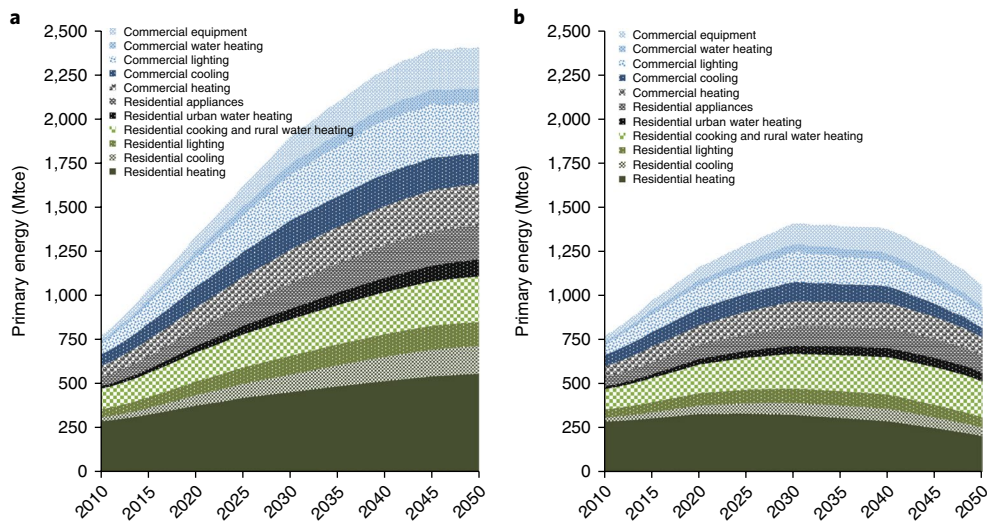 a
Primary energy (Mtce)
2,500
2,250
2,000
1,750
1,500
1,250
1,000
750
500
250
0
Commercial equipment
Commercial water heating
Commercial lighting
Commercial cooling
Commercial heating
Residential appliances
Residential urban water heating
Residential cooking and rural water heating
Residential lighting
Residential cooling
Residential heating
2010
2015
2020
2025
2030
2035
2040
2045
2050
b
Primary energy (Mtce)
2,500
2,250
2,000
1,750
1,500
1,250
1,000
750
500
250
0
Commercial equipment
Commercial water heating
Commercial lighting
Commercial cooling
Commercial heating
Residential appliances
Residential urban water heating
Residential cooking and rural water heating
Residential lighting
Residential cooling
Residential heating
2010
2015
2020
2025
2030
2035
2040
2045
2050